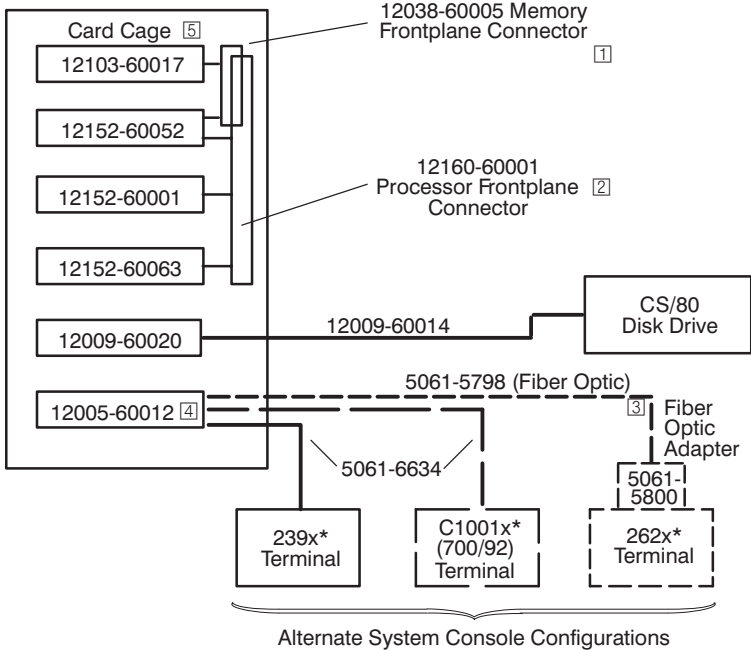 12038-60005 Memory
Frontplane Connector
1
Card Cage 5
12103-60017
12152-60052
12160-60001
Processor Frontplane 2
Connector
12152-60001
12152-60063
CS/80
Disk Drive
12009-60014
12009-60020
5061-5798 (Fiber Optic)
12005-60012 4
3 Fiber
Optic
Adapter
5061-6634
5061-
5800
239x*
Terminal
C1001x*
(700/92)
Terminal
262x*
Terminal
Alternate System Console Configurations